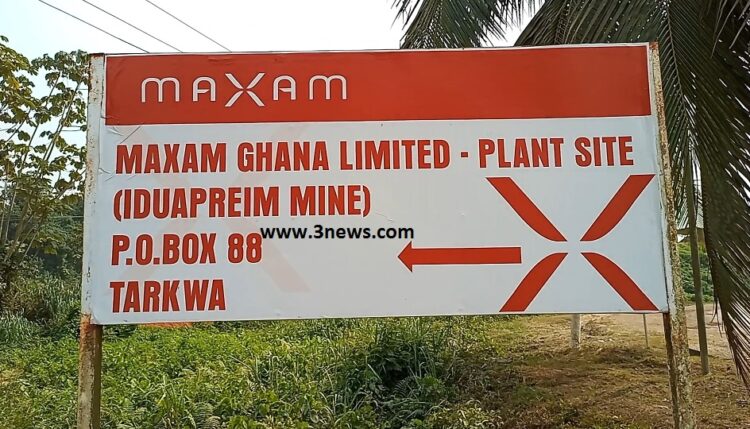 MAXAM
MAXAM GHANA LIMITED - PLANT SITE
(IDUAPREIM MINE)
www.3news.com
P.O.BOX 88
TARKWA